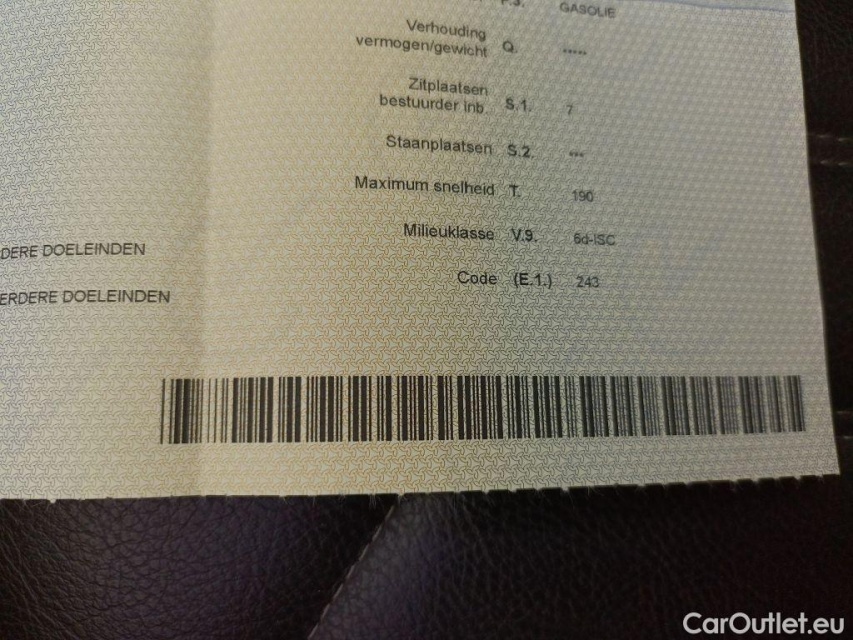 P.3. GASOLIE
Verhouding
vermogen/gewicht Q. *****
Zitplaatsen
bestuurder inb. S.1. 7
Staanplaatsen S.2. ***
Maximum snelheid T. 190
Milieuklasse V.9. 6d-ISC
DERE DOELEINDEN
Code (E.1.) 243
ERDERE DOELEINDEN
CarOutlet.eu